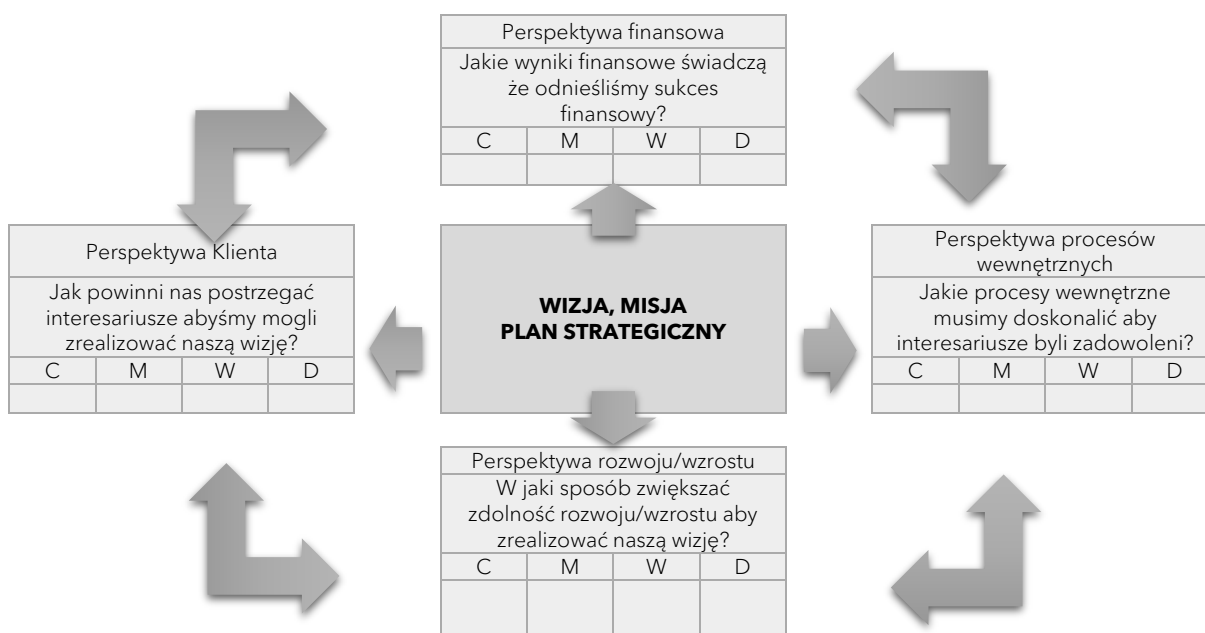 Perspektywa finansowa
Jakie wyniki finansowe świadczą
że odnieśliśmy sukces
finansowy?
C M W D
Perspektywa Klienta
Jak powinni nas postrzegać
interesariusze abyśmy mogli
zrealizować naszą wizję?
C M W D
WIZJA, MISJA
PLAN STRATEGICZNY
Perspektywa procesów
wewnętrznych
Jakie procesy wewnętrzne
musimy doskonalić aby
interesariusze byli zadowoleni?
C M W D
Perspektywa rozwoju/wzrostu
W jaki sposób zwiększać
zdolność rozwoju/wzrostu aby
zrealizować naszą wizję?
C M W D